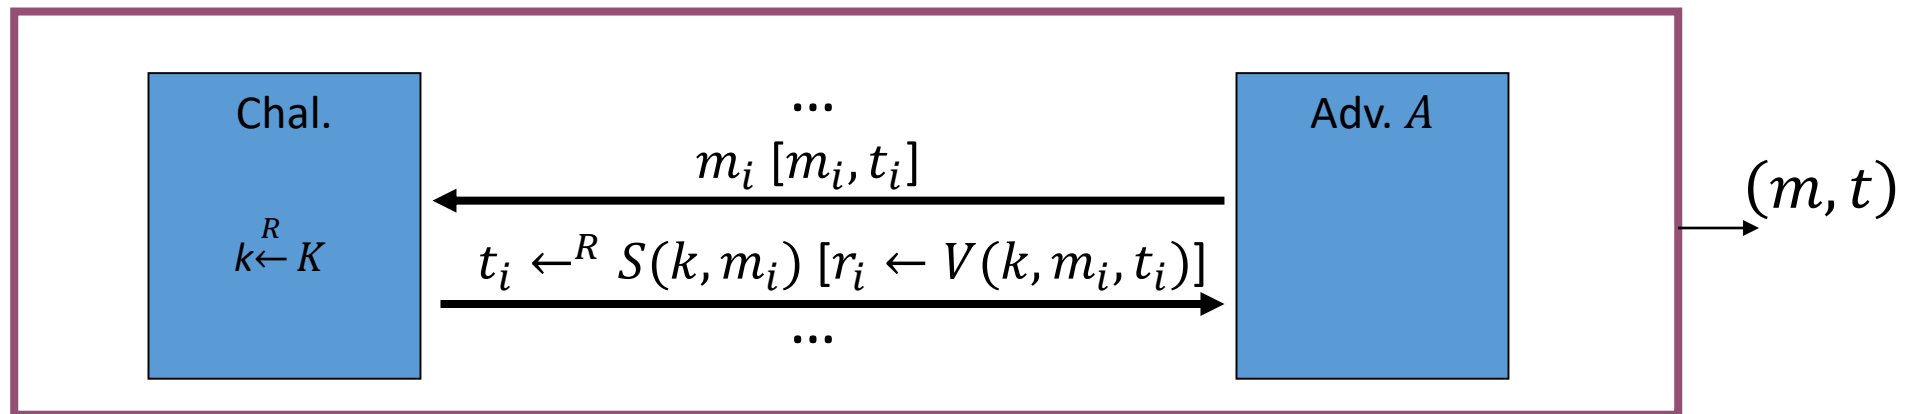 Chal.
Adv. A
...
m_i [m_i, t_i]
(m, t)
k ←^R K
t_i ←^R S(k, m_i) [r_i ← V(k, m_i, t_i)]
...